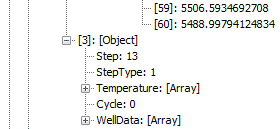 [59]: 5506.5934692708
[60]: 5488.99794124834
[3]: [Object]
Step: 13
StepType: 1
Temperature: [Array]
Cycle: 0
WellData: [Array]